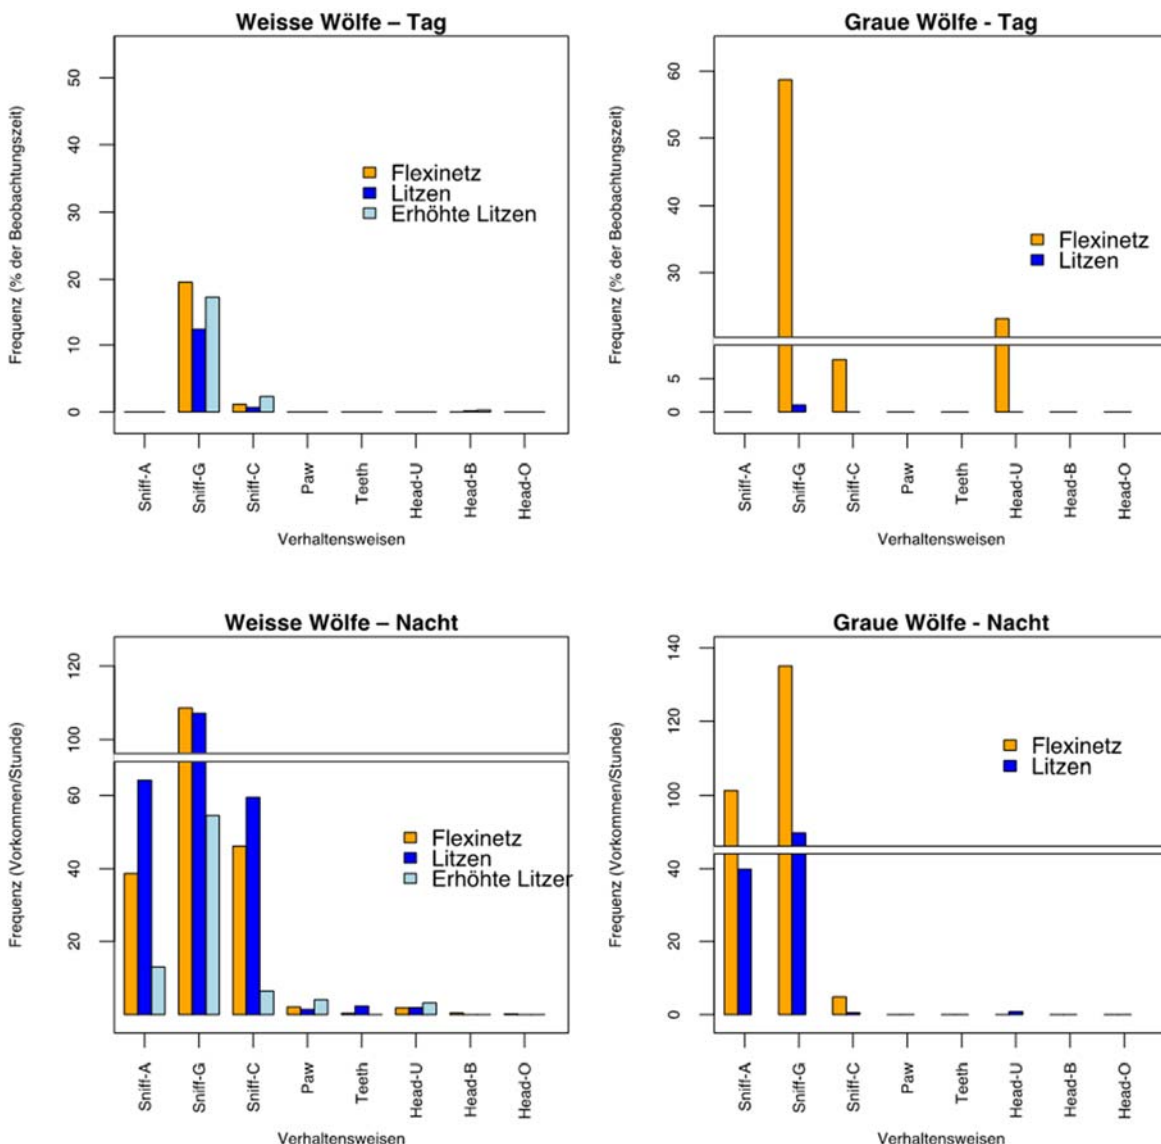 Weisse Wölfe – Tag
Frequenz (% der Beobachtungszeit)
50
40
30
20
10
0
Flexinetz
Litzen
Erhöhte Litzen
Sniff-A
Sniff-G
Sniff-C
Paw
Teeth
Head-U
Head-B
Head-O
Verhaltensweisen
Graue Wölfe - Tag
Frequenz (% der Beobachtungszeit)
60
50
40
30
5
0
Flexinetz
Litzen
Sniff-A
Sniff-G
Sniff-C
Paw
Teeth
Head-U
Head-B
Head-O
Verhaltensweisen
Weisse Wölfe – Nacht
Frequenz (Vorkommen/Stunde)
120
100
60
40
20
Flexinetz
Litzen
Erhöhte Litzer
Sniff-A
Sniff-G
Sniff-C
Paw
Teeth
Head-U
Head-B
Head-O
Verhaltensweisen
Graue Wölfe - Nacht
Frequenz (Vorkommen/Stunde)
140
120
100
40
20
0
Flexinetz
Litzen
Sniff-A
Sniff-G
Sniff-C
Paw
Teeth
Head-U
Head-B
Head-O
Verhaltensweisen